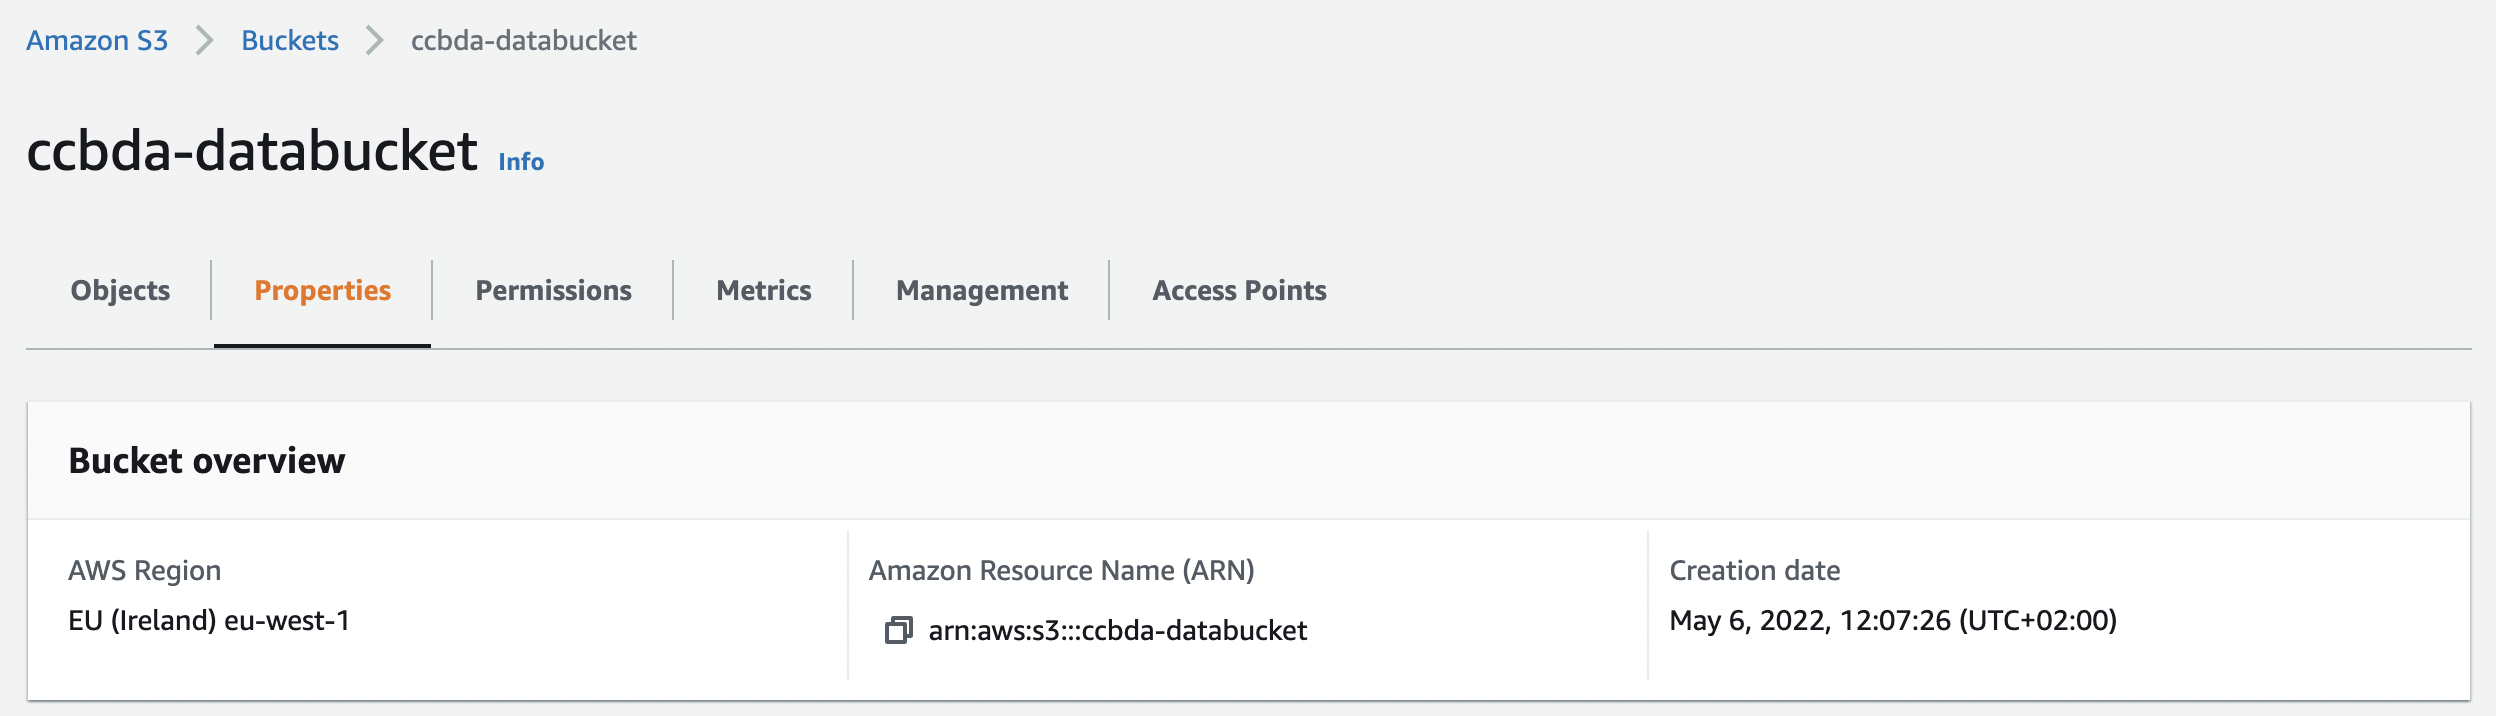 Amazon S3 Buckets ccbda-databucket
ccbda-databucket Info
Objects Properties Permissions Metrics Management Access Points
Bucket overview
AWS Region
EU (Ireland) eu-west-1
Amazon Resource Name (ARN)
arn:aws:s3:::ccbda-databucket
Creation date
May 6, 2022, 12:07:26 (UTC+02:00)